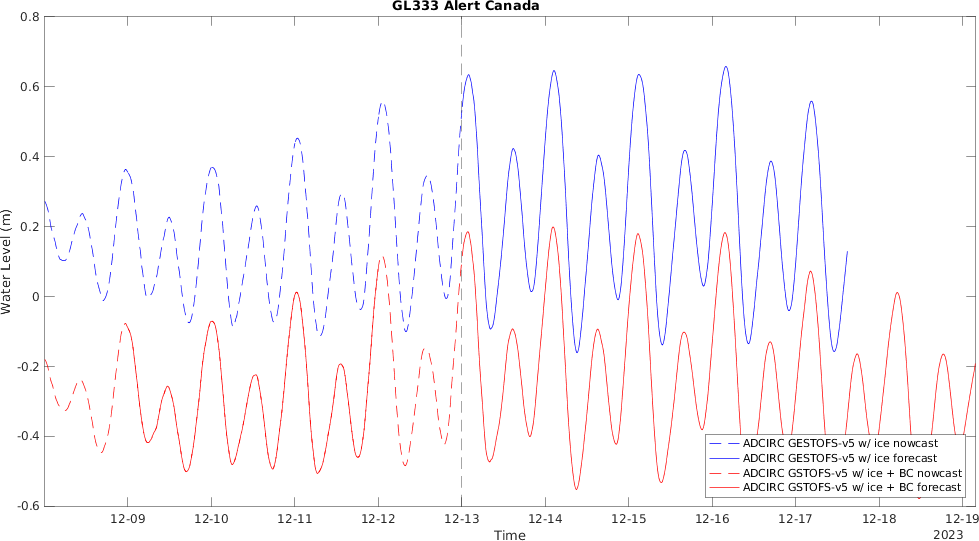 GL333 Alert Canada
0.8
0.6
0.4
0.2
0
-0.2
-0.4
-0.6
Water Level (m)
ADCIRC GESTOFS-v5 w/ ice nowcast
ADCIRC GESTOFS-v5 w/ ice forecast
ADCIRC GSTOFS-v5 w/ ice + BC nowcast
ADCIRC GSTOFS-v5 w/ ice + BC forecast
12-09 12-10 12-11 12-12 12-13 12-14 12-15 12-16 12-17 12-18 12-19
Time
2023